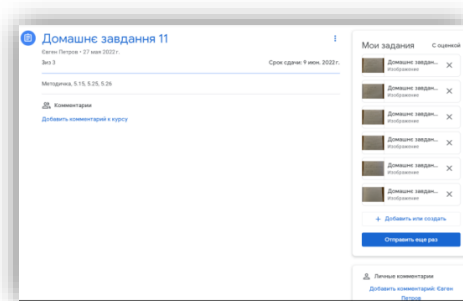 Домашнє завдання 11
Євген Петров • 27 мая 2022 г.
3 из 3
Срок сдачи: 9 июн. 2022 г.
Методичка, 5.15, 5.25, 5.26
Комментарии
Добавить комментарий к курсу
Мои задания
С оценкой
Домашнє завдан...
Изображение
Домашнє завдан...
Изображение
Домашнє завдан...
Изображение
Домашнє завдан...
Изображение
Домашнє завдан...
Изображение
Домашнє завдан...
Изображение
+ Добавить или создать
Отправить еще раз
Личные комментарии
Добавить комментарий: Євген
Петров